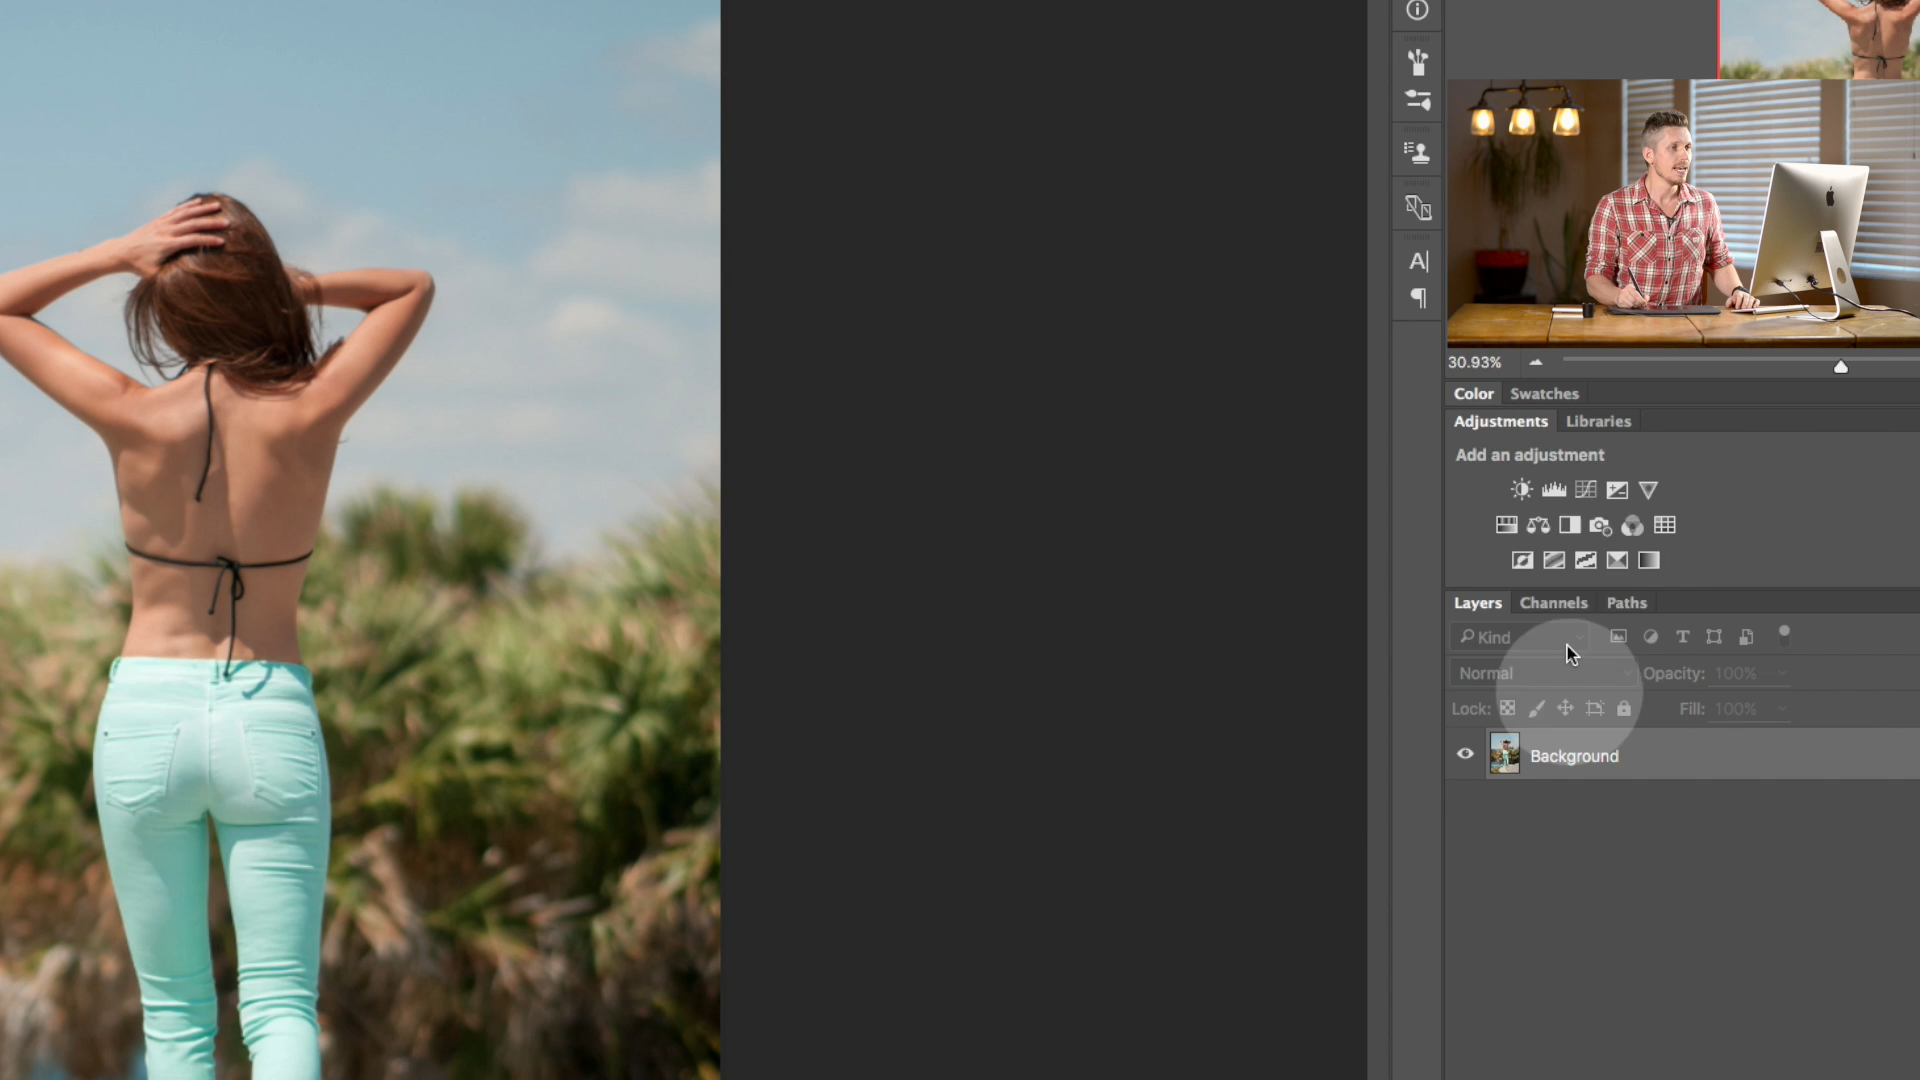 30.93%
Color Swatches
Adjustments Libraries
Add an adjustment
Layers Channels Paths
Kind
Normal Opacity: 100%
Lock: Fill: 100%
Background